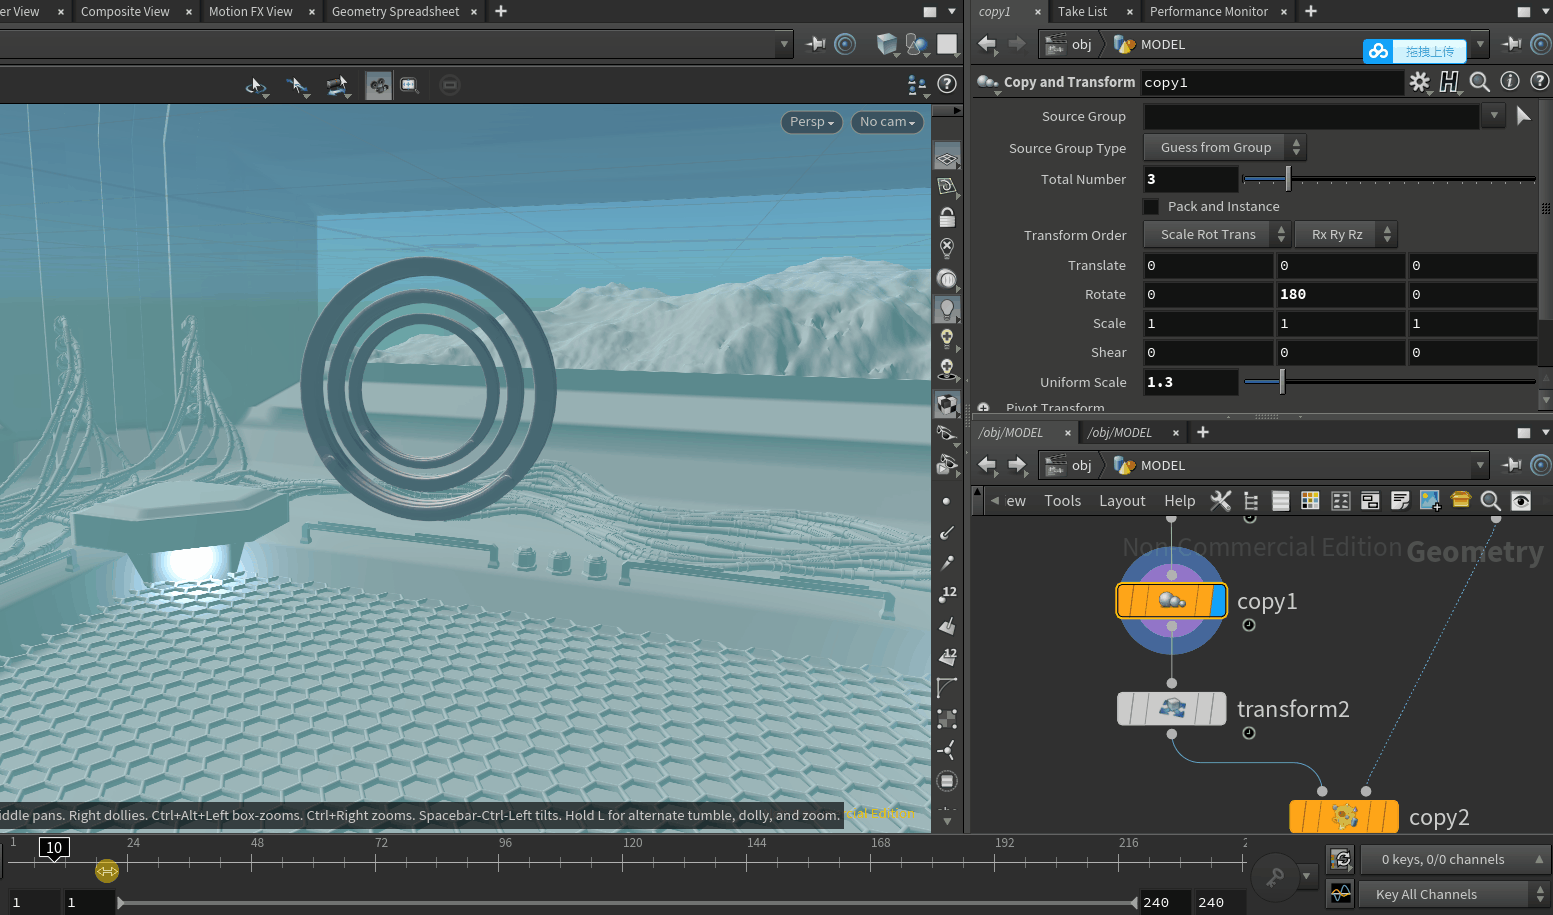 er View × Composite View × Motion FX View × Geometry Spreadsheet × +
copy1 × Take List × Performance Monitor × +
obj MODEL
拖拽上传
Copy and Transform copy1
Persp No cam
Source Group
Source Group Type Guess from Group
Total Number 3
Pack and Instance
Transform Order Scale Rot Trans Rx Ry Rz
Translate 0 0 0
Rotate 0 180 0
Scale 1 1 1
Shear 0 0 0
Uniform Scale 1.3
Pivot Transform
/obj/MODEL × /obj/MODEL × +
obj MODEL
ew Tools Layout Help
Non-Commercial Edition Geometry
copy1
transform2
copy2
12
12
iddle pans. Right dollies. Ctrl+Alt+Left box-zooms. Ctrl+Right zooms. Spacebar-Ctrl-Left tilts. Hold L for alternate tumble, dolly, and zoom.
ial Edition
1 10 24 48 72 96 120 144 168 192 216 2
0 keys, 0/0 channels
1 1 240 240
Key All Channels